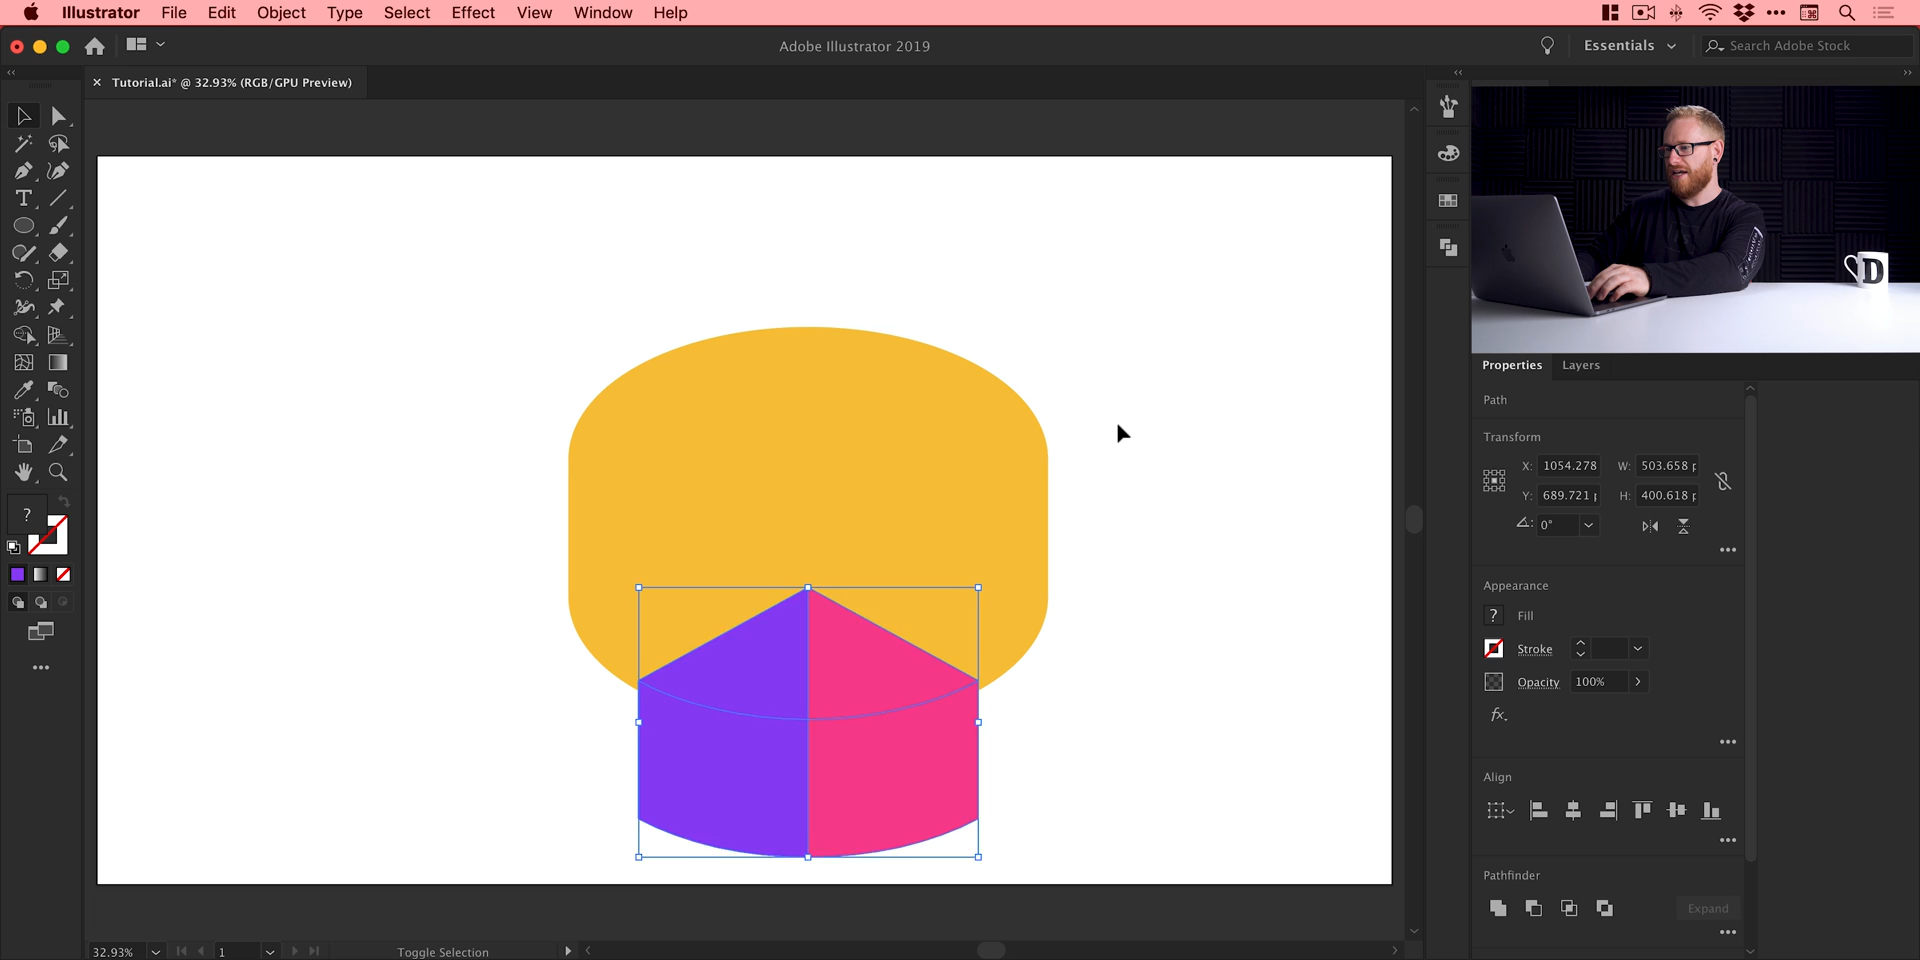 Illustrator File Edit Object Type Select Effect View Window Help
Adobe Illustrator 2019
Essentials
Search Adobe Stock
Tutorial.ai* @ 32.93% (RGB/GPU Preview)
D
Properties Layers
Path
Transform
X: 1054.278 W: 503.658 p
Y: 689.721 p H: 400.618 p
0°
Appearance
? Fill
Stroke
Opacity 100%
fx
Align
Pathfinder
Expand
?
32.93% 1 Toggle Selection